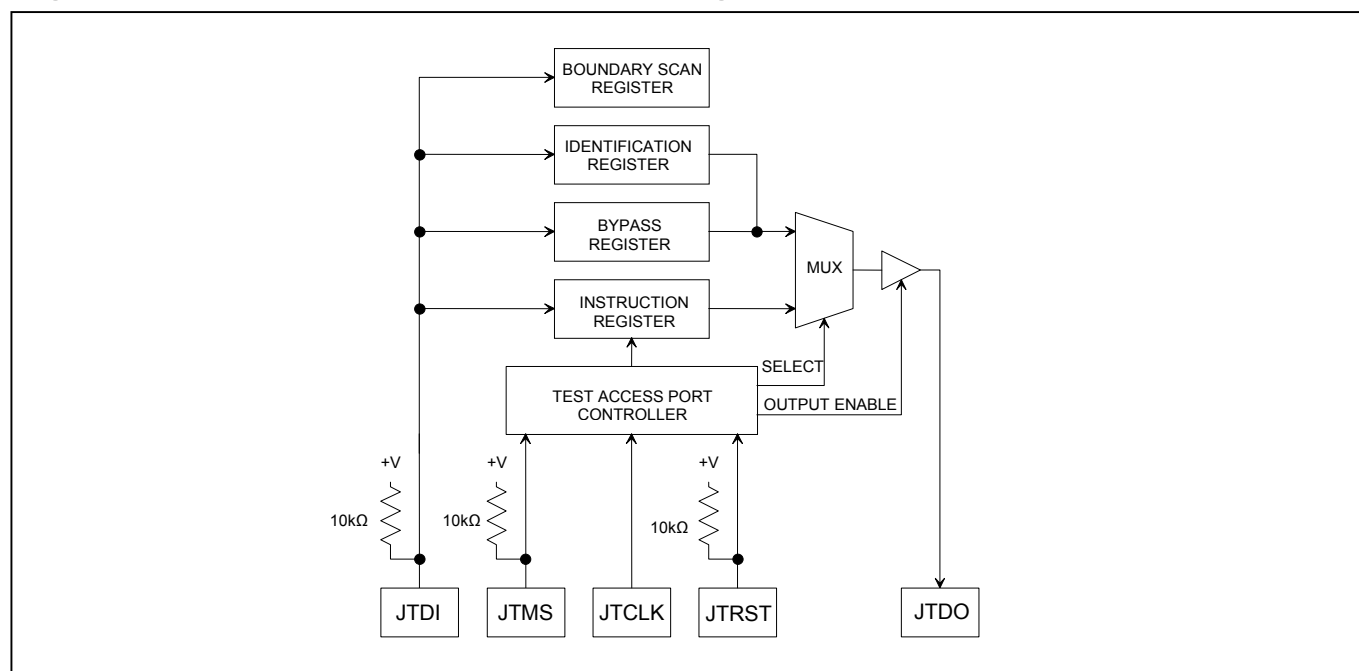 BOUNDARY SCAN
REGISTER
IDENTIFICATION
REGISTER
BYPASS
REGISTER
MUX
INSTRUCTION
REGISTER
SELECT
TEST ACCESS PORT
CONTROLLER
OUTPUT ENABLE
+V
+V
+V
10kΩ
10kΩ
10kΩ
JTDI
JTMS
JTCLK
JTRST
JTDO